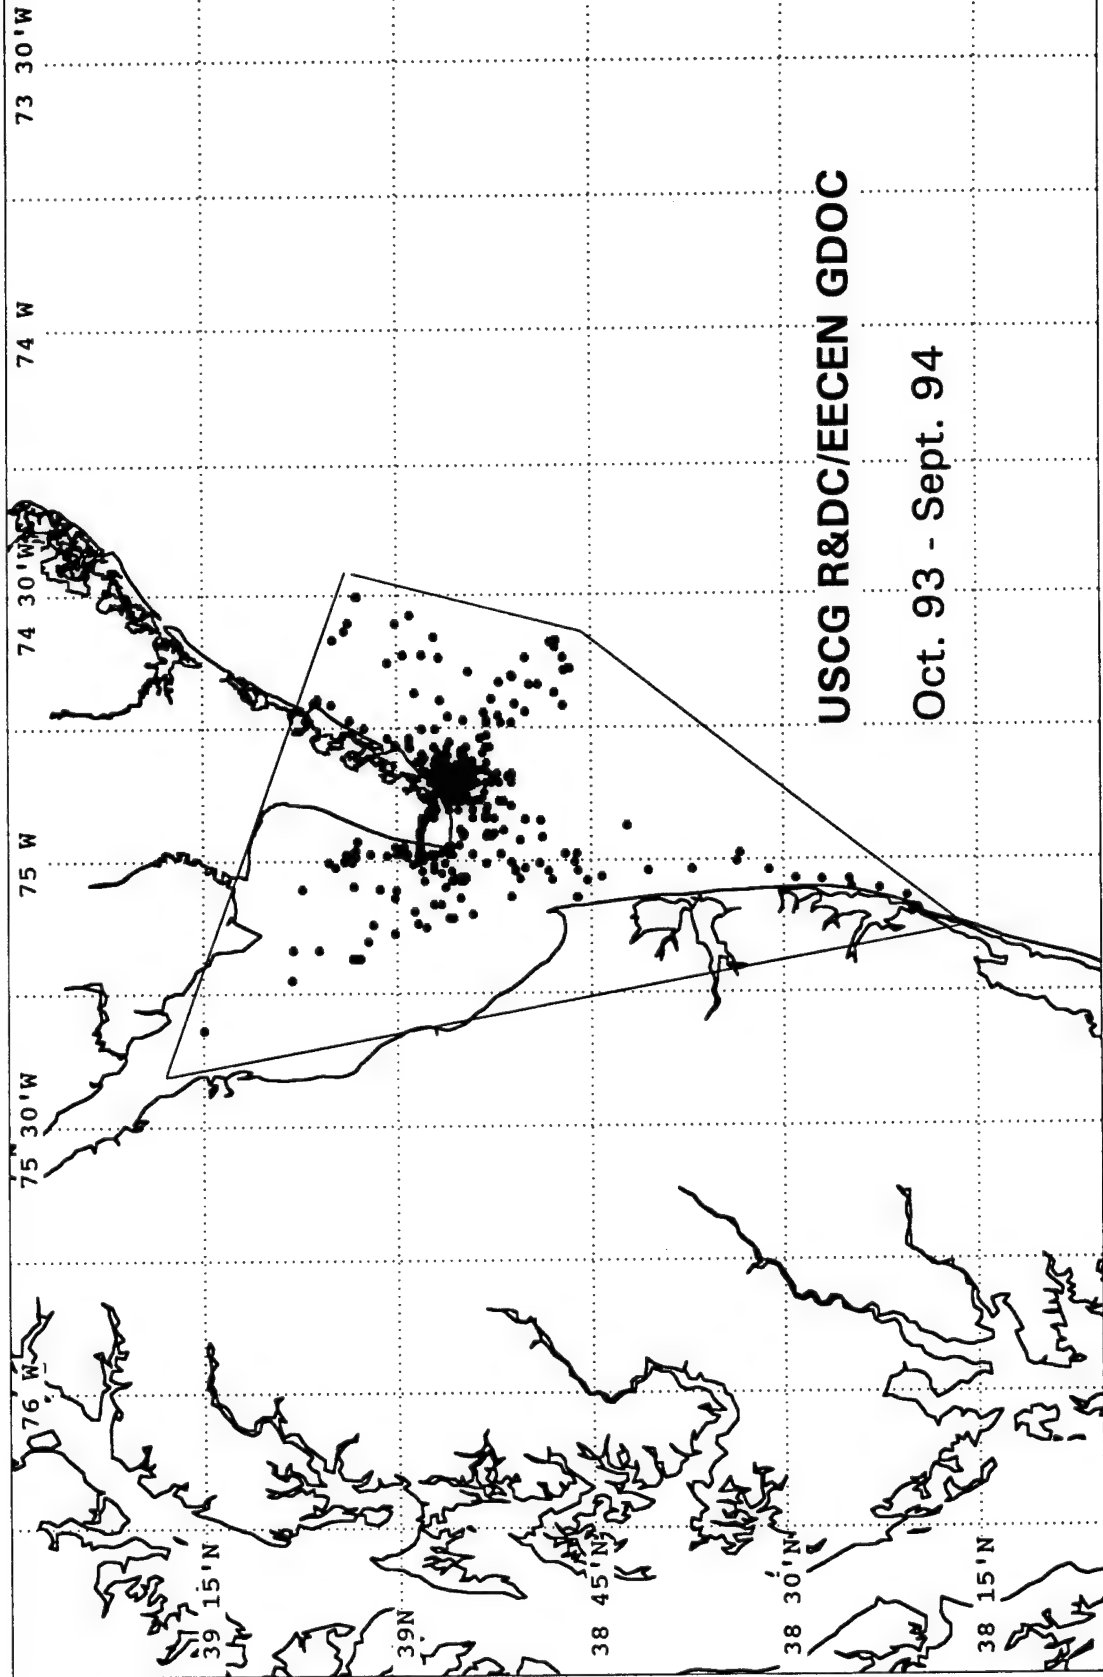 76 W
75 30'W
75 W
74 30'W
74 W
73 30'W
39 15'N
39N
38 45'N
38 30'N
38 15'N
USCG R&DC/EECEN GDOC
Oct. 93 - Sept. 94